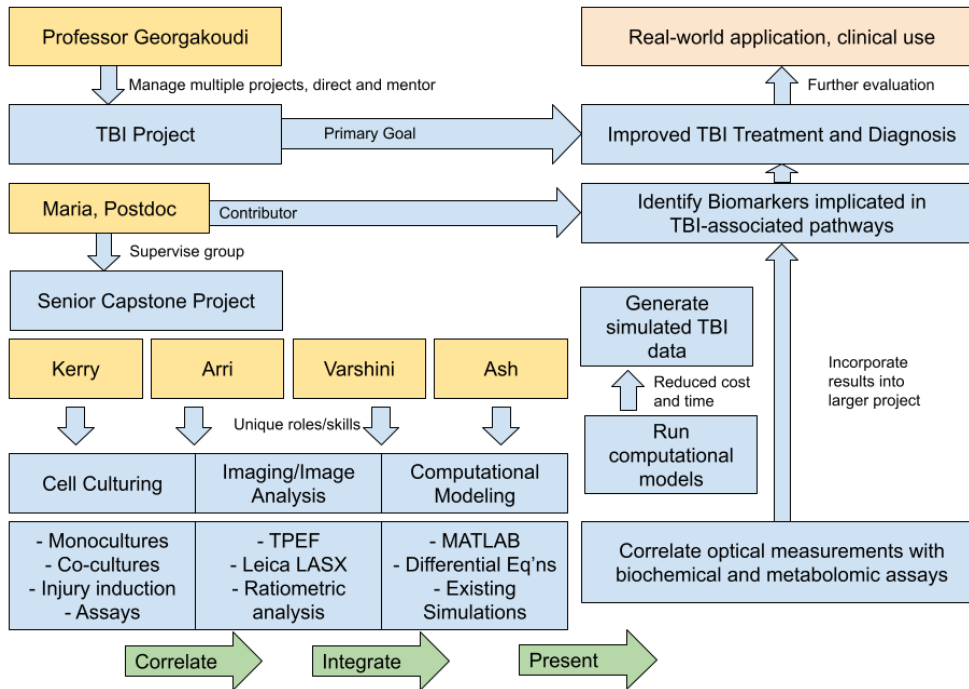 Professor Georgakoudi
Real-world application, clinical use
Manage multiple projects, direct and mentor
Further evaluation
TBI Project
Primary Goal
Improved TBI Treatment and Diagnosis
Maria, Postdoc
Contributor
Identify Biomarkers implicated in
TBI-associated pathways
Supervise group
Senior Capstone Project
Generate
simulated TBI
data
Kerry
Arri
Varshini
Ash
Reduced cost
and time
Incorporate
results into
larger project
Unique roles/skills
Run
computational
models
Cell Culturing
Imaging/Image
Analysis
Computational
Modeling
- Monocultures
- Co-cultures
- Injury induction
- Assays
- TPEF
- Leica LASX
- Ratiometric
analysis
- MATLAB
- Differential Eq'ns
- Existing
Simulations
Correlate optical measurements with
biochemical and metabolomic assays
Correlate
Integrate
Present